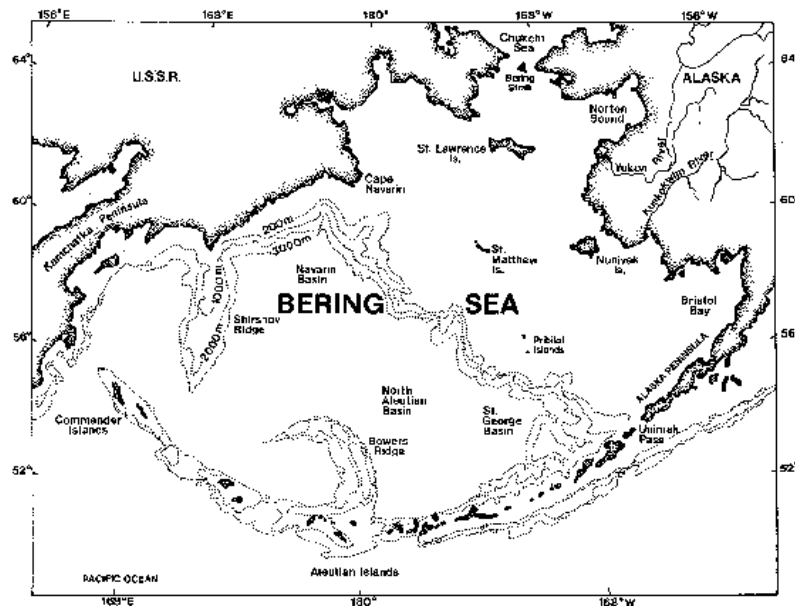 156°E
168°E
180°
168°W
156°W
Chukchi
Sea
64°
64
U.S.S.R.
Bering
Strait
ALASKA
Norton
Sound
St. Lawrence
Is.
Yukon River
Kuskokwim River
Cape
Navarin
60°
60
Kamchatka Peninsula
200m
3000m
St.
Matthew
Is.
Nunivak
Is.
Navarin
Basin
1000m
Bristol
Bay
BERING SEA
Shirshov
Ridge
2000m
56°
56
Pribilof
Islands
ALASKA PENINSULA
North
Aleutian
Basin
St.
George
Basin
Commander
Islands
Unimak
Pass
Bowers
Ridge
52°
52°
Aleutian Islands
PACIFIC OCEAN
168°E
180°
168°W